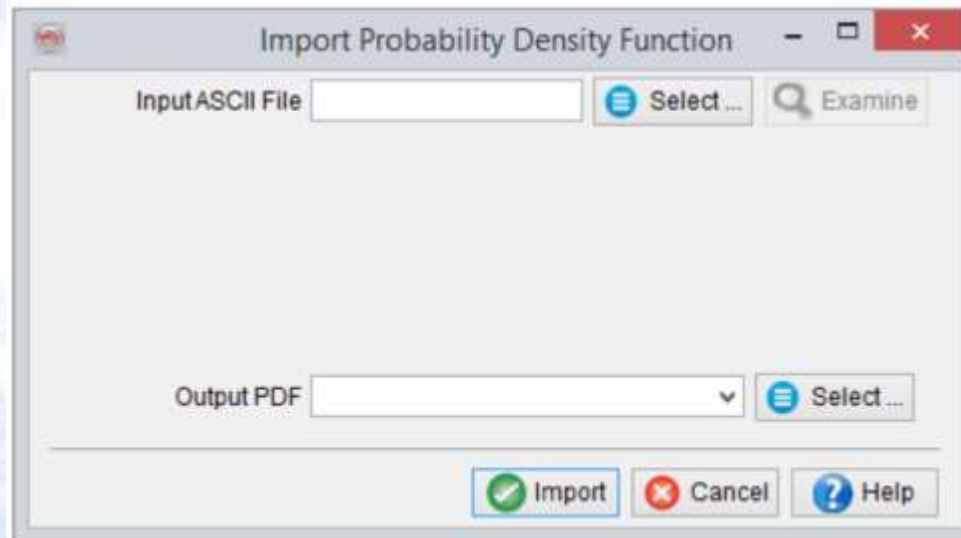 Import Probability Density Function
Input ASCII File Select ... Examine
Output PDF Select ...
Import Cancel Help